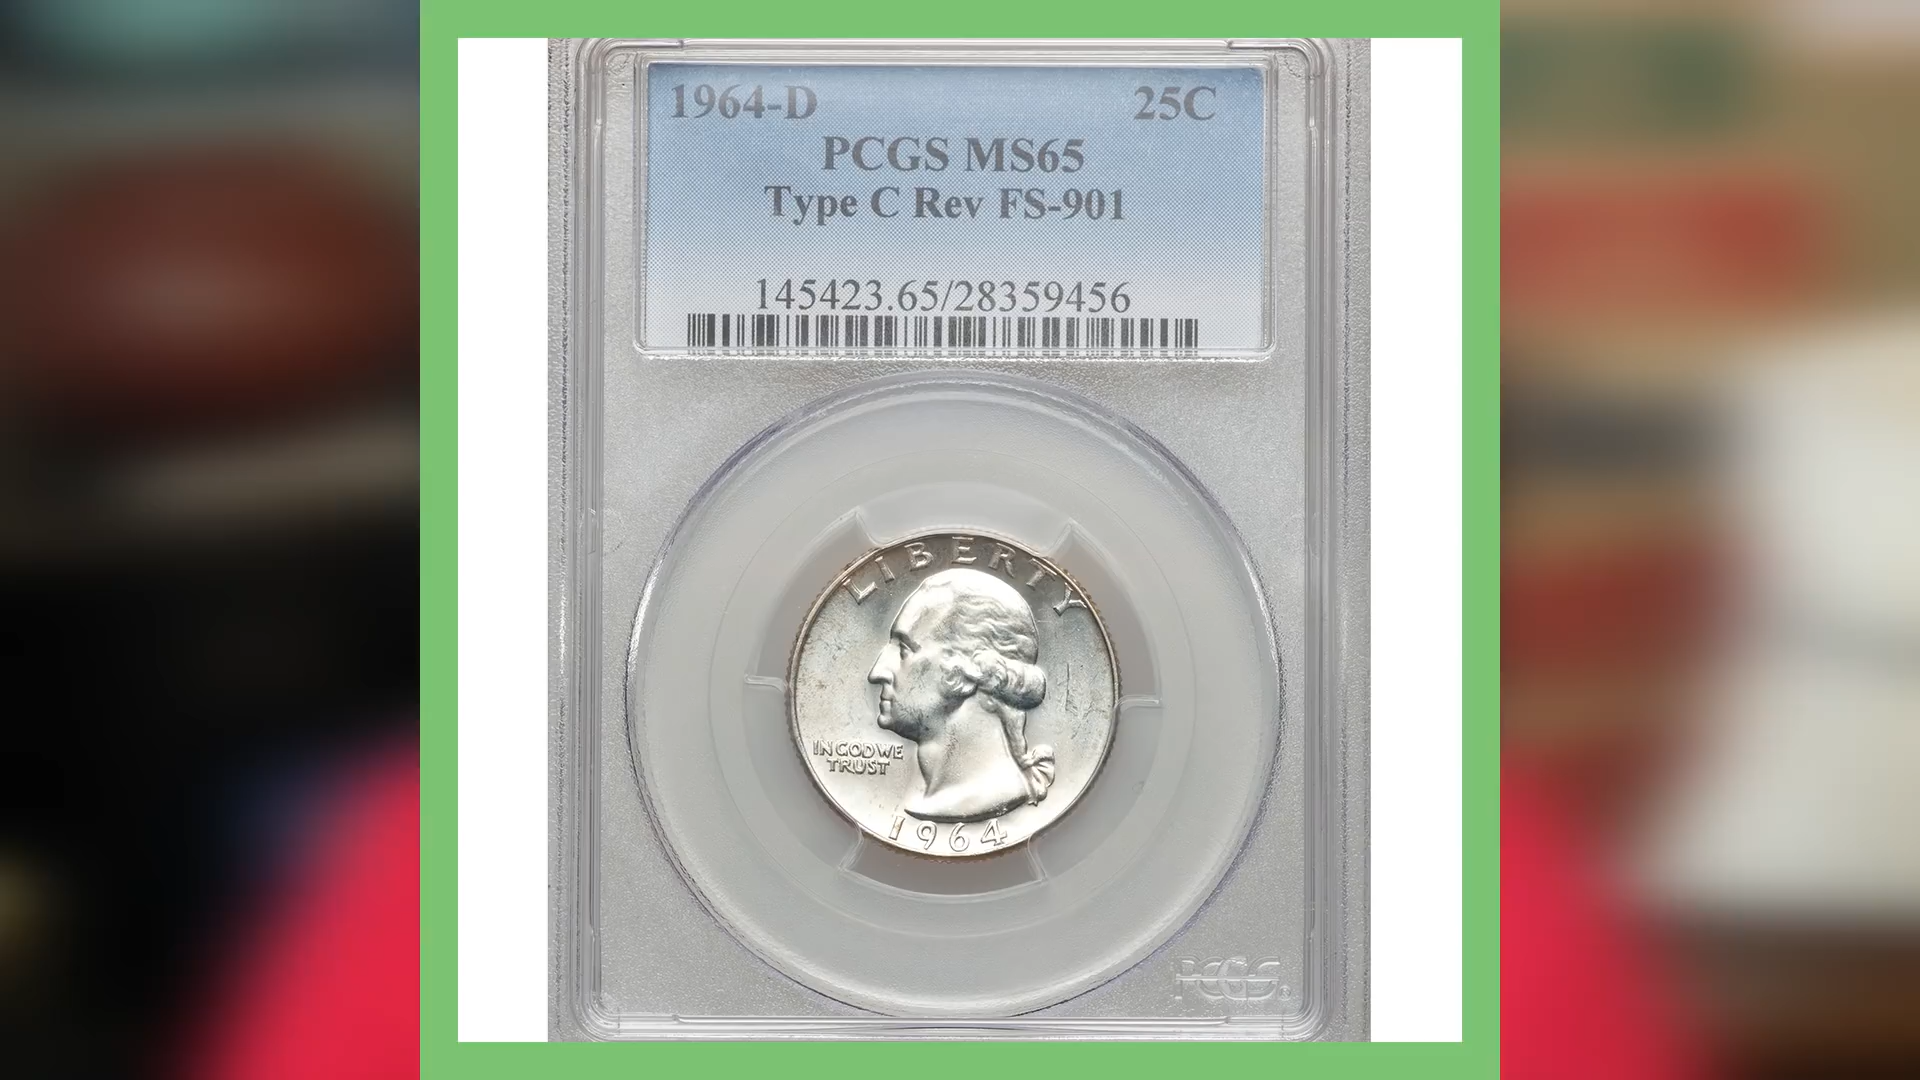 1964-D 25C
PCGS MS65
Type C Rev FS-901
145423.65/28359456
LIBERTY
IN GOD WE
TRUST
1964
PCGS